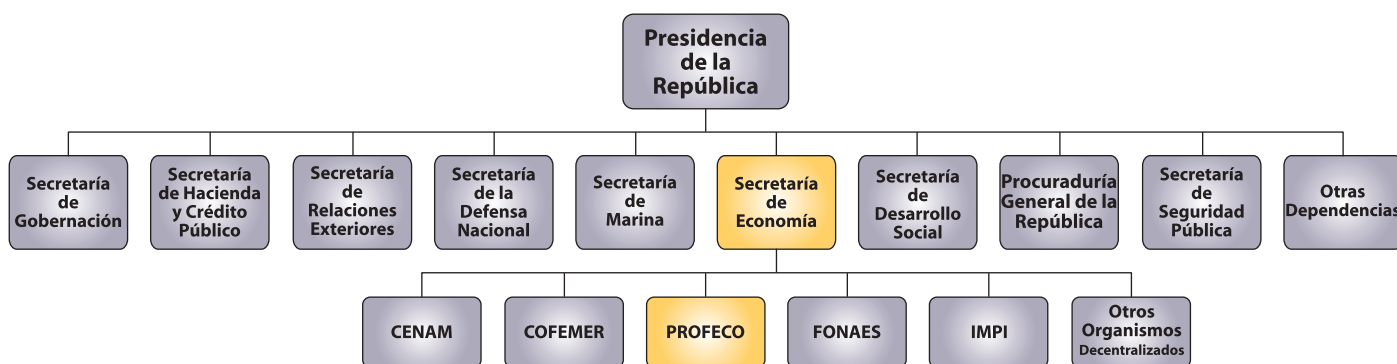 Presidencia
de la
República
Secretaría
de
Gobernación
Secretaría
de Hacienda
y Crédito
Público
Secretaría
de
Relaciones
Exteriores
Secretaría
de la
Defensa
Nacional
Secretaría
de
Marina
Secretaría
de
Economía
Secretaría
de
Desarrollo
Social
Procuraduría
General de la
República
Secretaría
de
Seguridad
Pública
Otras
Dependencias
CENAM
COFEMER
PROFECO
FONAES
IMPI
Otros
Organismos
Decentralizados